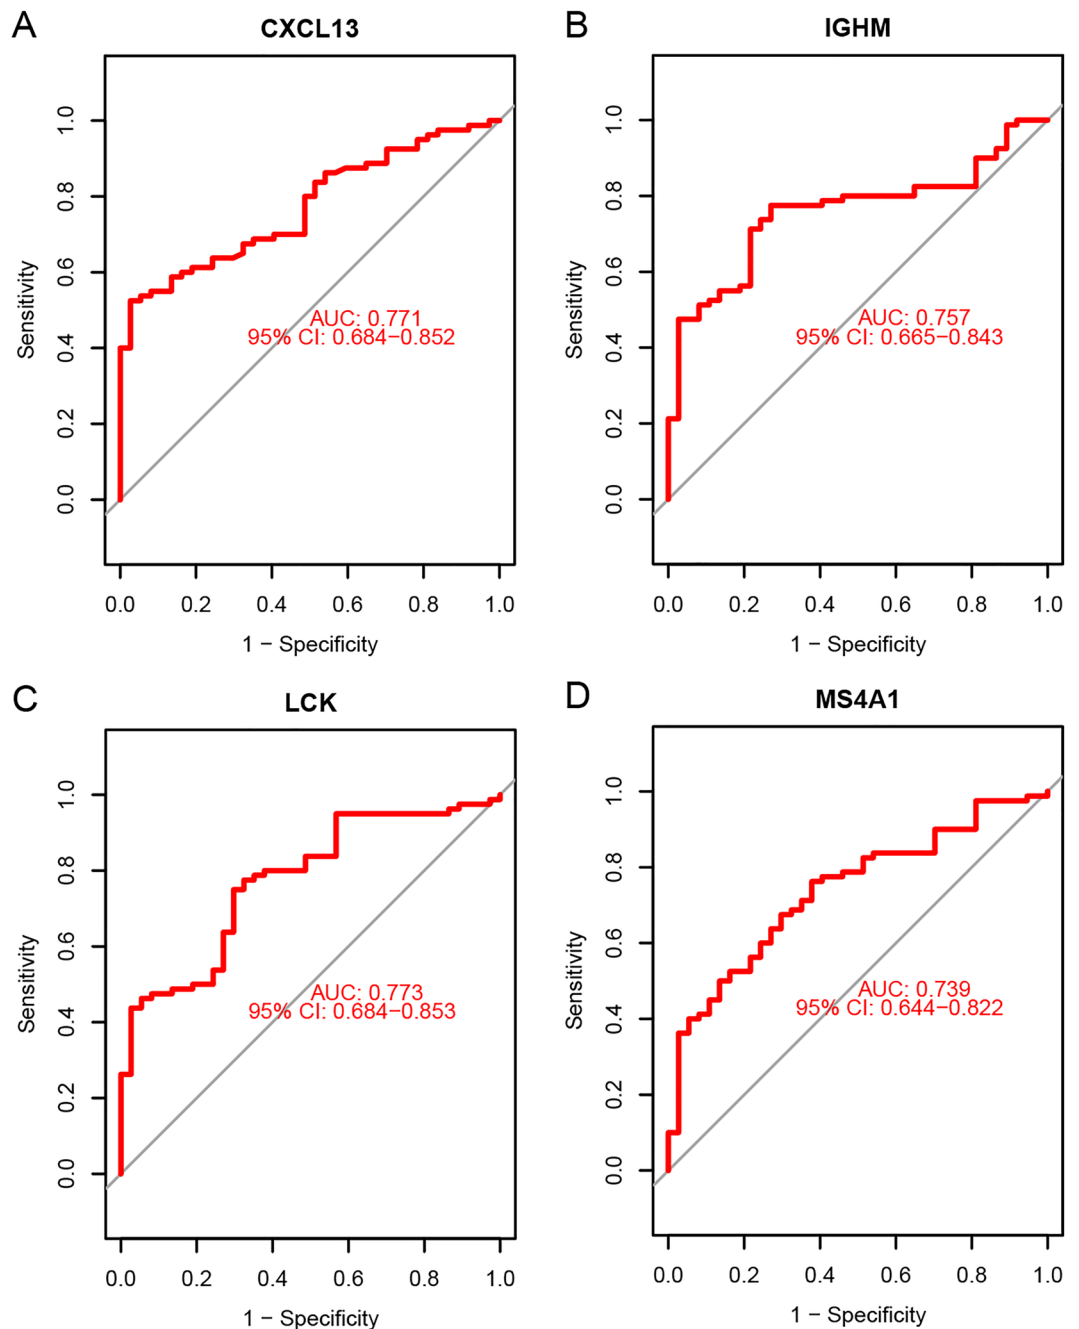 A
CXCL13
Sensitivity
1.0
0.8
0.6
0.4
0.2
0.0
AUC: 0.771
95% CI: 0.684−0.852
0.0 0.2 0.4 0.6 0.8 1.0
1 − Specificity
B
IGHM
Sensitivity
1.0
0.8
0.6
0.4
0.2
0.0
AUC: 0.757
95% CI: 0.665−0.843
0.0 0.2 0.4 0.6 0.8 1.0
1 − Specificity
C
LCK
Sensitivity
1.0
0.8
0.6
0.4
0.2
0.0
AUC: 0.773
95% CI: 0.684−0.853
0.0 0.2 0.4 0.6 0.8 1.0
1 − Specificity
D
MS4A1
Sensitivity
1.0
0.8
0.6
0.4
0.2
0.0
AUC: 0.739
95% CI: 0.644−0.822
0.0 0.2 0.4 0.6 0.8 1.0
1 − Specificity